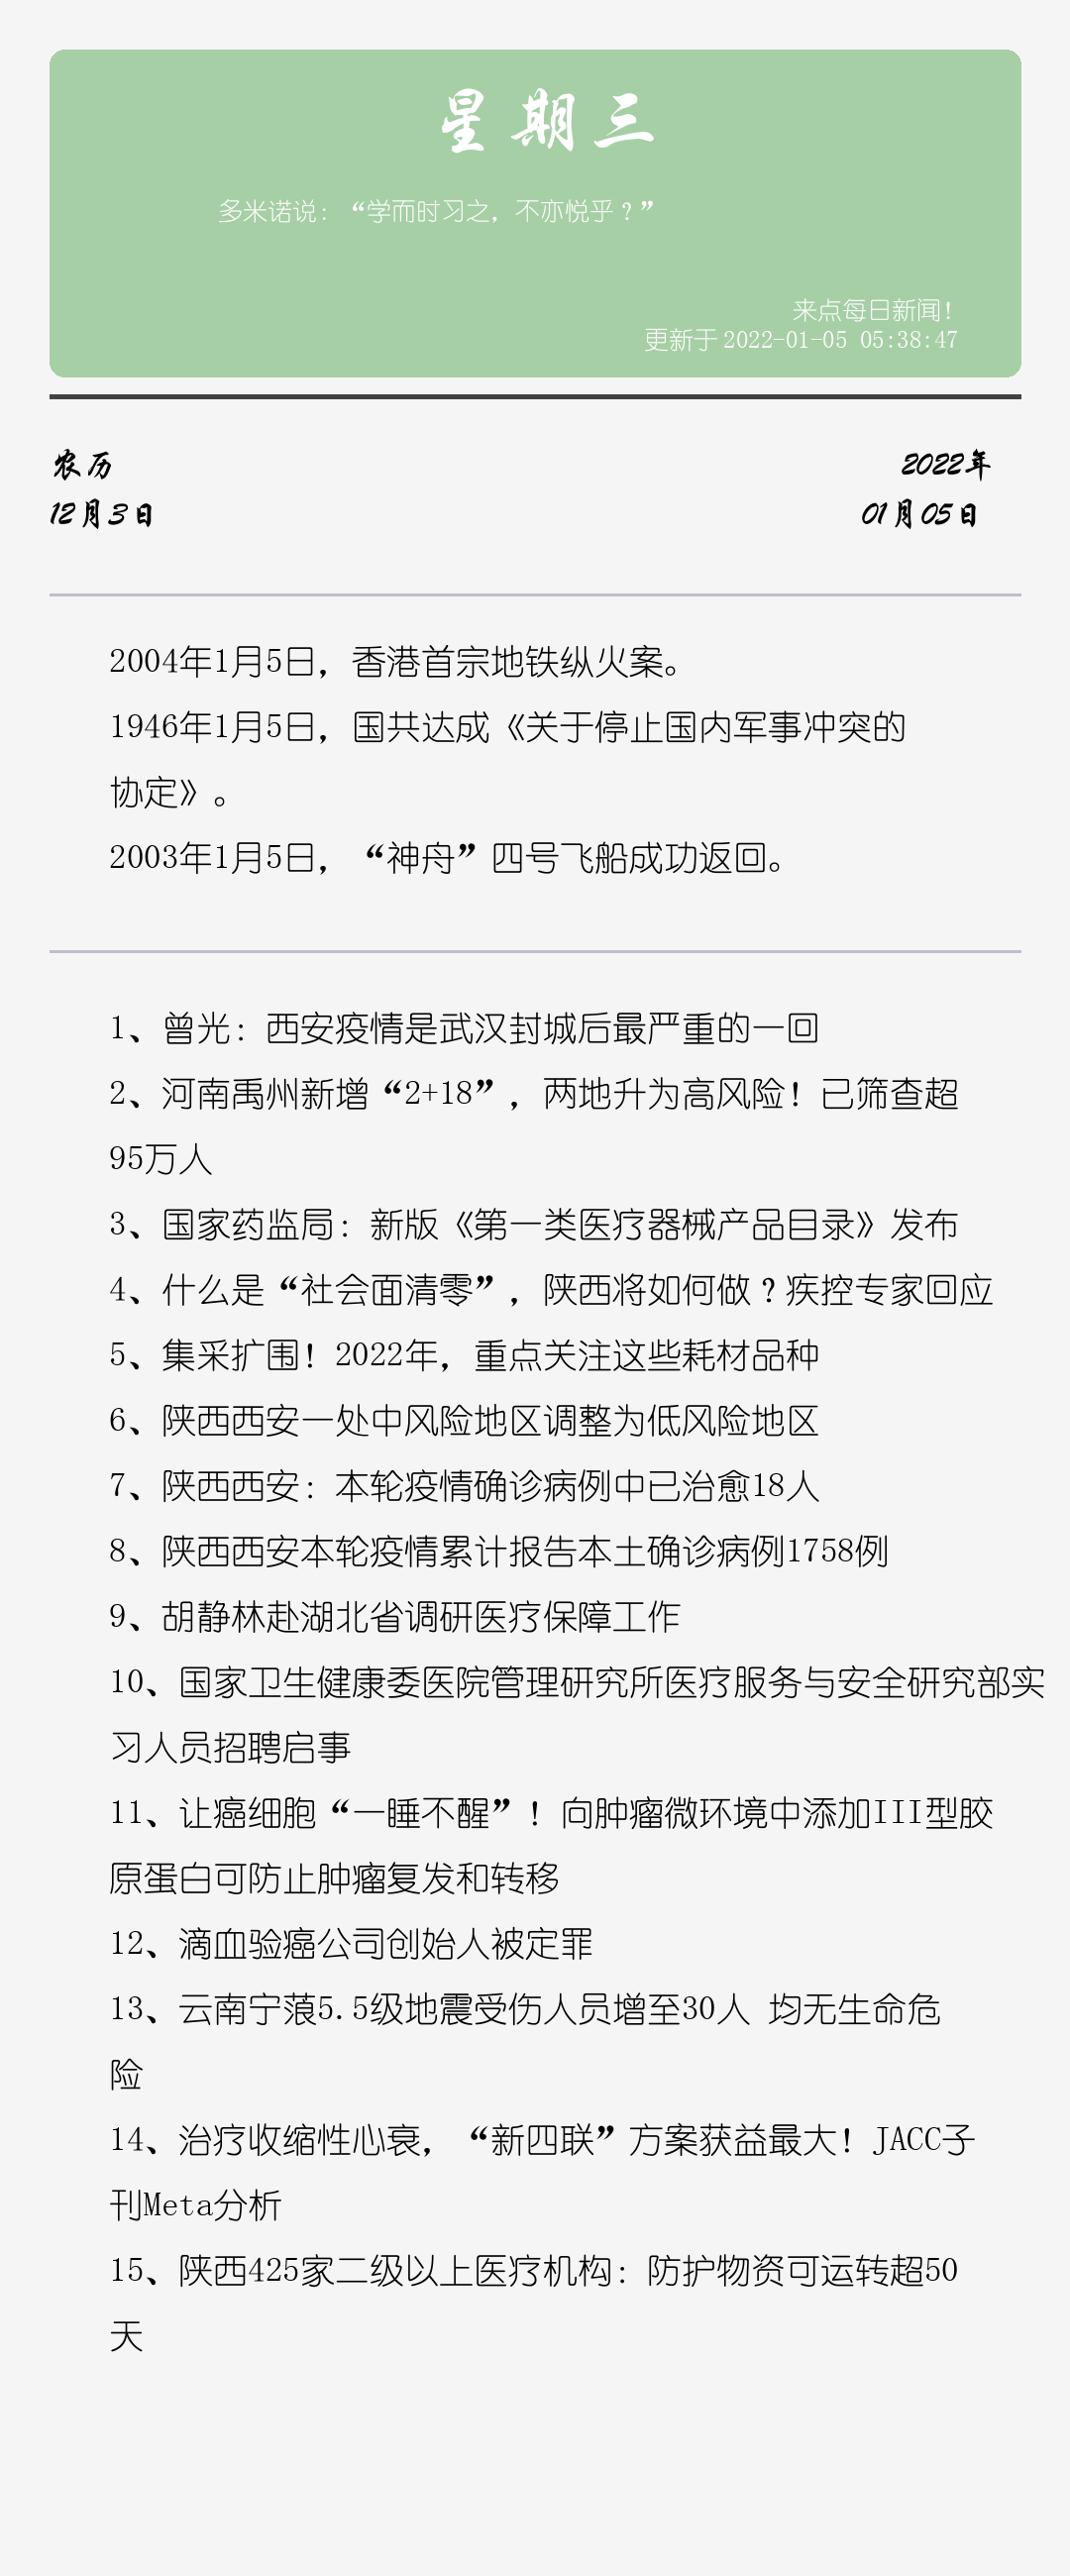 星期三
多米诺说：“学而时习之，不亦悦乎？”
来点每日新闻！
更新于2022-01-05 05:38:47
农历
2022年
12月3日
01月05日
2004年1月5日，香港首宗地铁纵火案。
1946年1月5日，国共达成《关于停止国内军事冲突的
协定》。
2003年1月5日，“神舟”四号飞船成功返回。
1、曾光：西安疫情是武汉封城后最严重的一回
2、河南禹州新增“2+18”，两地升为高风险！已筛查超
95万人
3、国家药监局：新版《第一类医疗器械产品目录》发布
4、什么是“社会面清零”，陕西将如何做？疾控专家回应
5、集采扩围！2022年，重点关注这些耗材品种
6、陕西西安一处中风险地区调整为低风险地区
7、陕西西安：本轮疫情确诊病例中已治愈18人
8、陕西西安本轮疫情累计报告本土确诊病例1758例
9、胡静林赴湖北省调研医疗保障工作
10、国家卫生健康委医院管理研究所医疗服务与安全研究部实
习人员招聘启事
11、让癌细胞“一睡不醒”！向肿瘤微环境中添加III型胶
原蛋白可防止肿瘤复发和转移
12、滴血验癌公司创始人被定罪
13、云南宁蒗5.5级地震受伤人员增至30人 均无生命危
险
14、治疗收缩性心衰，“新四联”方案获益最大！JACC子
刊Meta分析
15、陕西425家二级以上医疗机构：防护物资可运转超50
天